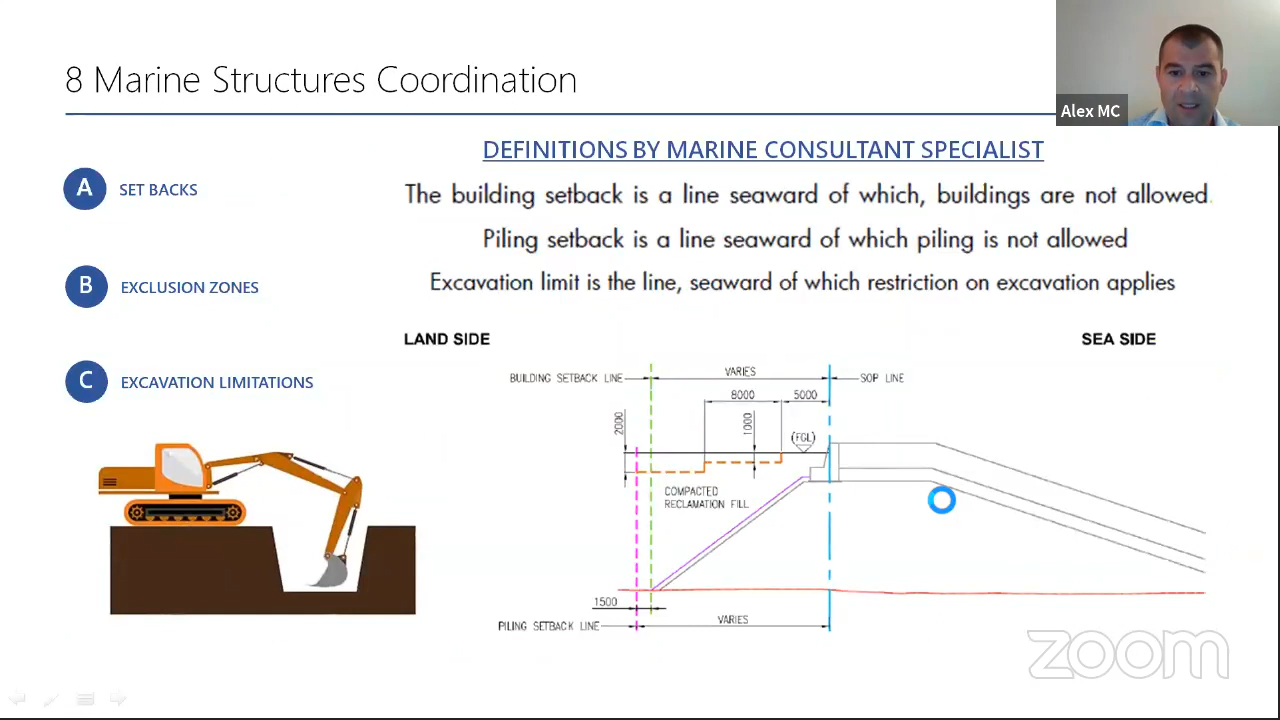 8 Marine Structures Coordination
Alex MC
DEFINITIONS BY MARINE CONSULTANT SPECIALIST
A SET BACKS
The building setback is a line seaward of which, buildings are not allowed.
Piling setback is a line seaward of which piling is not allowed
B EXCLUSION ZONES
Excavation limit is the line, seaward of which restriction on excavation applies
LAND SIDE
SEA SIDE
C EXCAVATION LIMITATIONS
BUILDING SETBACK LINE
VARIES
SOP LINE
8000
5000
2000
1000
(FGL)
COMPACTED
RECLAMATION FILL
1500
PILING SETBACK LINE
VARIES
zoom